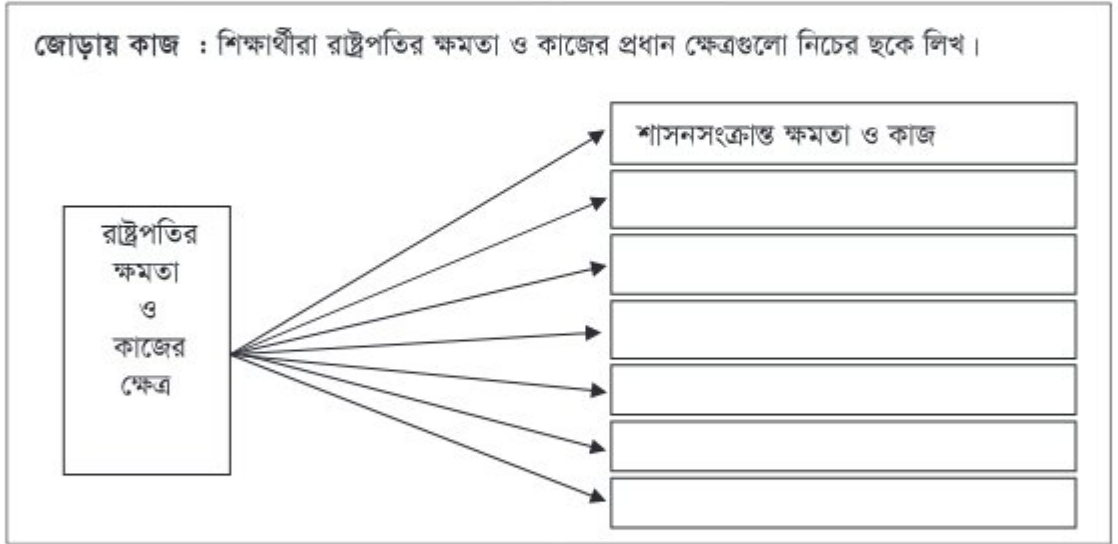 জোড়ায় কাজ : শিক্ষার্থীরা রাষ্ট্রপতির ক্ষমতা ও কাজের প্রধান ক্ষেত্রগুলো নিচের ছকে লিখ।
শাসনসংক্রান্ত ক্ষমতা ও কাজ
রাষ্ট্রপতির
ক্ষমতা
ও
কাজের
ক্ষেত্র